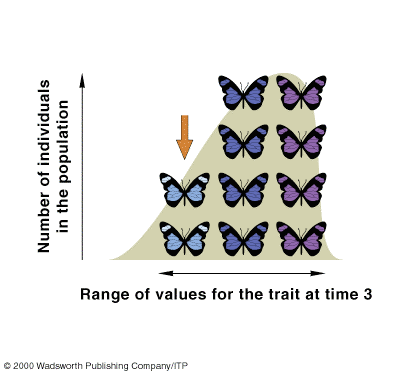 Number of individuals
in the population
Range of values for the trait at time 3
© 2000 Wadsworth Publishing Company/ITP